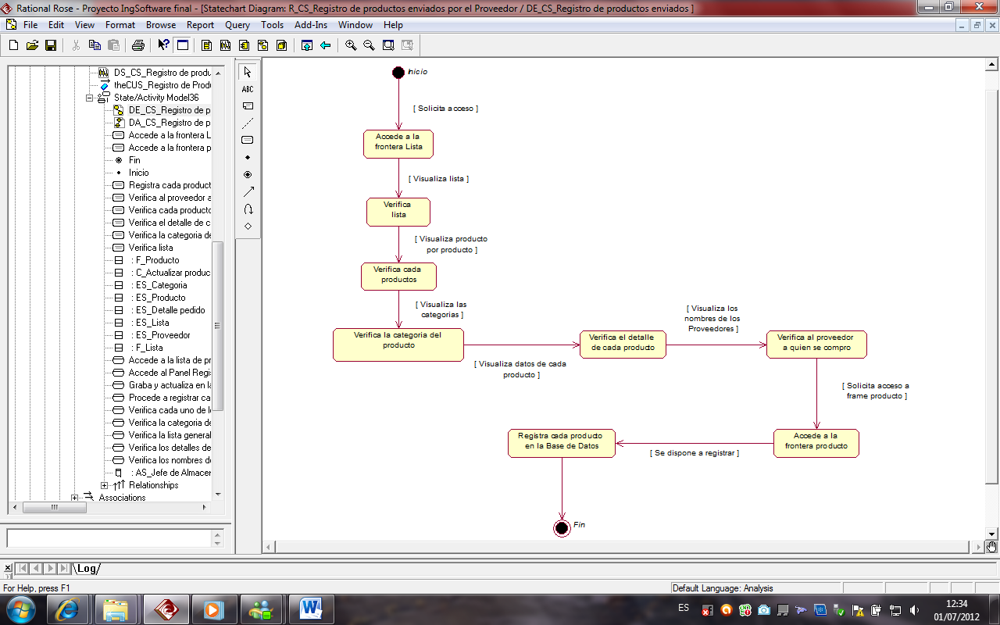 Rational Rose - Proyecto IngSoftware final - [Statechart Diagram: R_CS_Registro de productos enviados por el Proveedor / DE_CS_Registro de productos enviados ]
File Edit View Format Browse Report Query Tools Add-Ins Window Help
DS_CS_Registro de produ
theCUS_Registro de Prod
State/Activity Model36
DE_CS_Registro de p
DA_CS_Registro de p
Accede a la frontera L
Accede a la frontera p
Fin
Inicio
Registra cada product
Verifica al proveedor a
Verifica cada producto
Verifica el detalle de c
Verifica la categoria de
Verifica lista
: F_Producto
: C_Actualizar produc
: ES_Categoria
: ES_Producto
: ES_Detalle pedido
: ES_Lista
: ES_Proveedor
: F_Lista
Accede a la lista de pr
Accede al Panel Regis
Graba y actualiza en la
Procede a registrar ca
Verifica cada uno de lo
Verifica la categoria de
Verifica la lista general
Verifica los detalles de
Verifica los nombres de
: AS_Jefe de Almacer
Relationships
Associations
ABC
Inicio
[ Solicita acceso ]
Accede a la
frontera Lista
[ Visualiza lista ]
Verifica
lista
[ Visualiza producto
por producto ]
Verifica cada
productos
[ Visualiza las
categorias ]
Verifica la categoria del
producto
[ Visualiza datos de cada
producto ]
Verifica el detalle
de cada producto
[ Visualiza los
nombres de los
Proveedores ]
Verifica al proveedor
a quien se compro
[ Solicita acceso a
frame producto ]
Accede a la
frontera producto
[ Se dispone a registrar ]
Registra cada producto
en la Base de Datos
Fin
Log
For Help, press F1
Default Language: Analysis
ES
12:34
01/07/2012